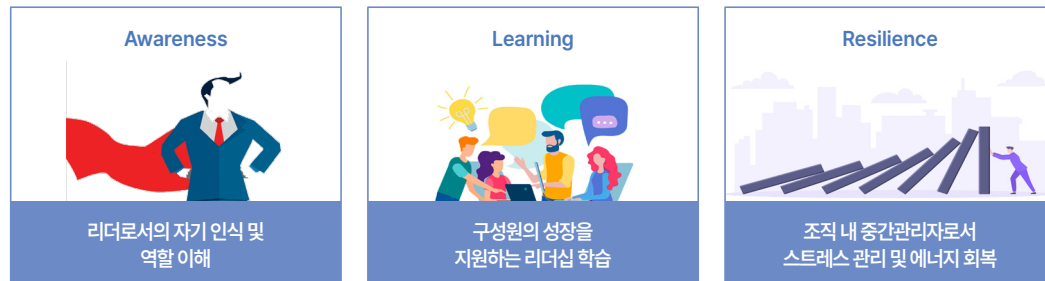 Awareness
리더로서의 자기 인식 및
역할 이해
Learning
구성원의 성장을
지원하는 리더십 학습
Resilience
조직 내 중간관리자로서
스트레스 관리 및 에너지 회복